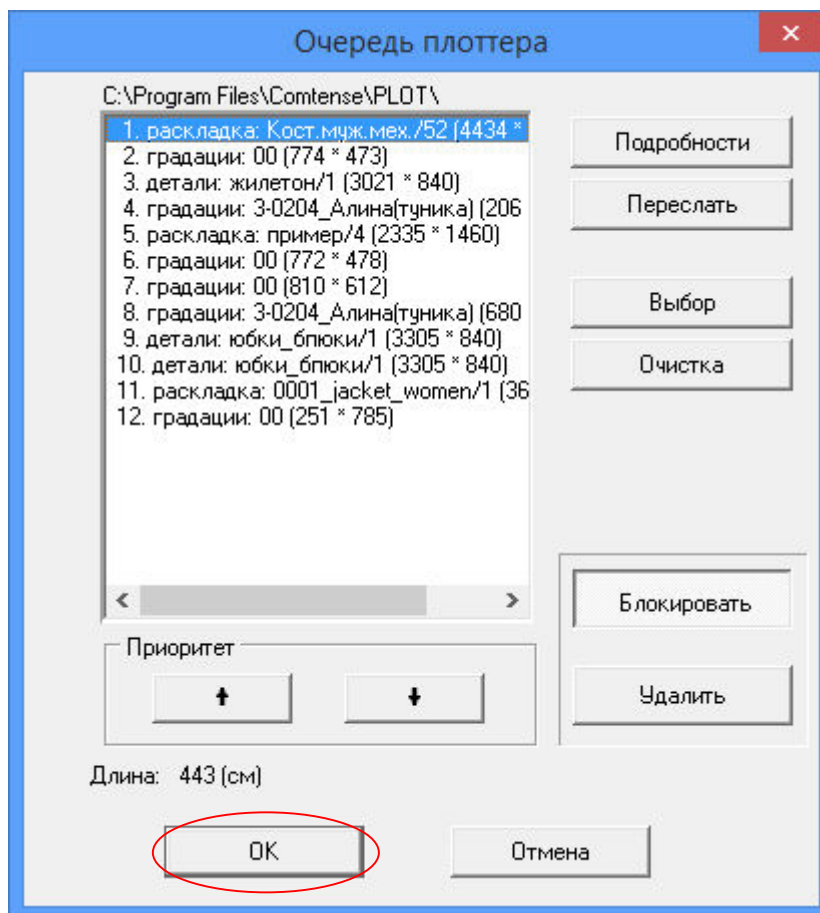 Очередь плоттера
C:\Program Files\Comtense\PLOT\
1. раскладка: Кост.муж.мех./52 (4434 *
2. градации: 00 (774 * 473)
3. детали: жилетон/1 (3021 * 840)
4. градации: 3-0204_Алина(туника) (206
5. раскладка: пример/4 (2335 * 1460)
6. градации: 00 (772 * 478)
7. градации: 00 (810 * 612)
8. градации: 3-0204_Алина(туника) (680
9. детали: юбки_бпюки/1 (3305 * 840)
10. детали: юбки_бпюки/1 (3305 * 840)
11. раскладка: 0001_jacket_women/1 (36
12. градации: 00 (251 * 785)
Подробности
Переслать
Выбор
Очистка
Блокировать
Удалить
Приоритет
Длина: 443 (см)
OK
Отмена